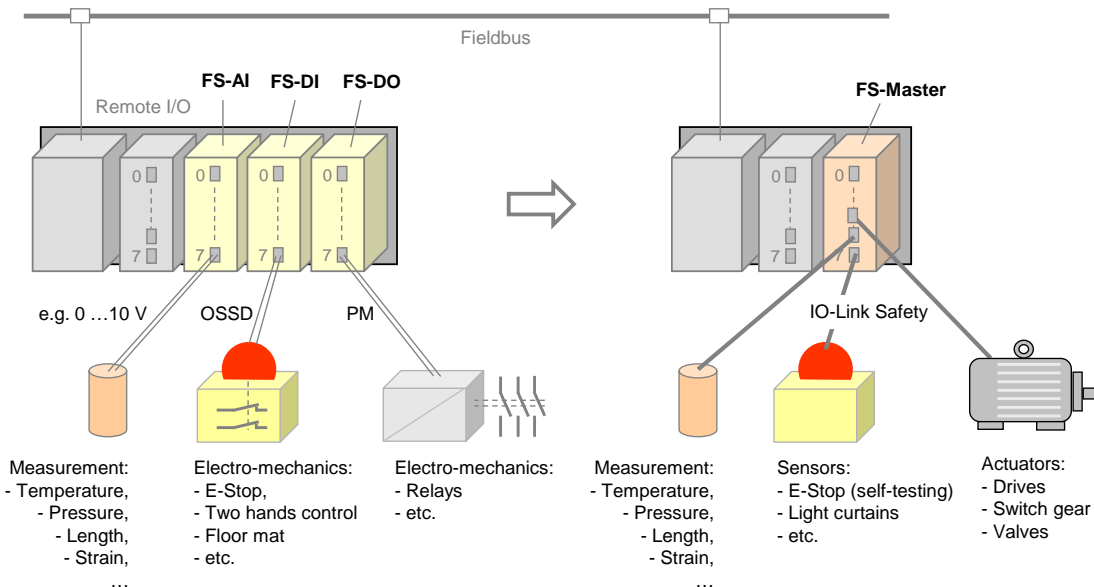 Fieldbus
FS-AI
FS-DI
FS-DO
Remote I/O
0
7
0
7
0
7
0
7
e.g. 0 …10 V
OSSD
PM
Measurement:
- Temperature,
- Pressure,
- Length,
- Strain,
…
Electro-mechanics:
- E-Stop,
- Two hands control
- Floor mat
- etc.
Electro-mechanics:
- Relays
- etc.
FS-Master
0
7
0
7
IO-Link Safety
Measurement:
- Temperature,
- Pressure,
- Length,
- Strain,
…
Sensors:
- E-Stop (self-testing)
- Light curtains
- etc.
Actuators:
- Drives
- Switch gear
- Valves